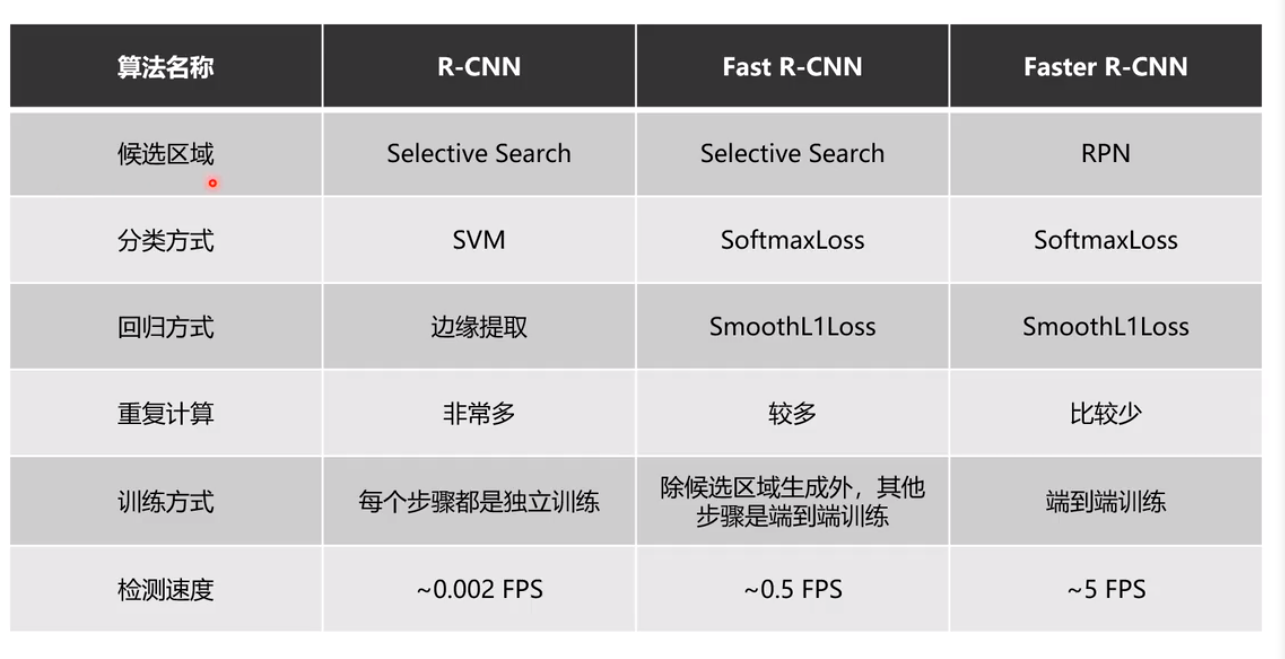 算法名称 R-CNN Fast R-CNN Faster R-CNN
候选区域 Selective Search Selective Search RPN
分类方式 SVM SoftmaxLoss SoftmaxLoss
回归方式 边缘提取 SmoothL1Loss SmoothL1Loss
重复计算 非常多 较多 比较少
训练方式 每个步骤都是独立训练 除候选区域生成外，其他
步骤是端到端训练 端到端训练
检测速度 ~0.002 FPS ~0.5 FPS ~5 FPS